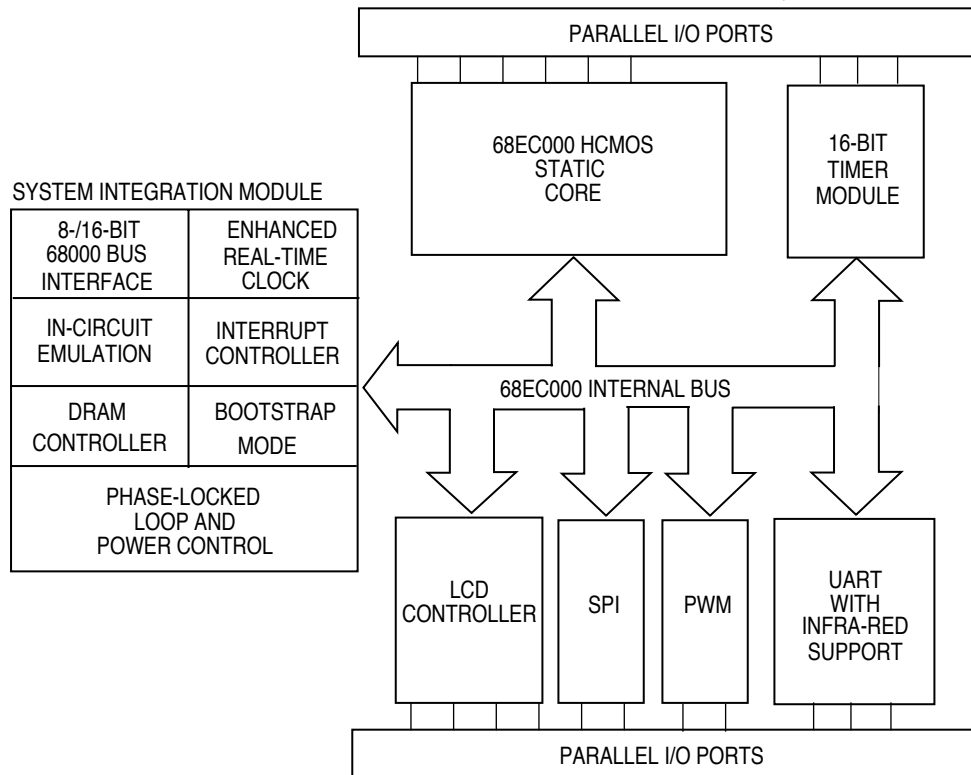 PARALLEL I/O PORTS
68EC000 HCMOS
STATIC
CORE
16-BIT
TIMER
MODULE
SYSTEM INTEGRATION MODULE
8-/16-BIT
68000 BUS
INTERFACE
ENHANCED
REAL-TIME
CLOCK
IN-CIRCUIT
EMULATION
INTERRUPT
CONTROLLER
DRAM
CONTROLLER
BOOTSTRAP
MODE
PHASE-LOCKED
LOOP AND
POWER CONTROL
68EC000 INTERNAL BUS
LCD
CONTROLLER
SPI
PWM
UART
WITH
INFRA-RED
SUPPORT
PARALLEL I/O PORTS